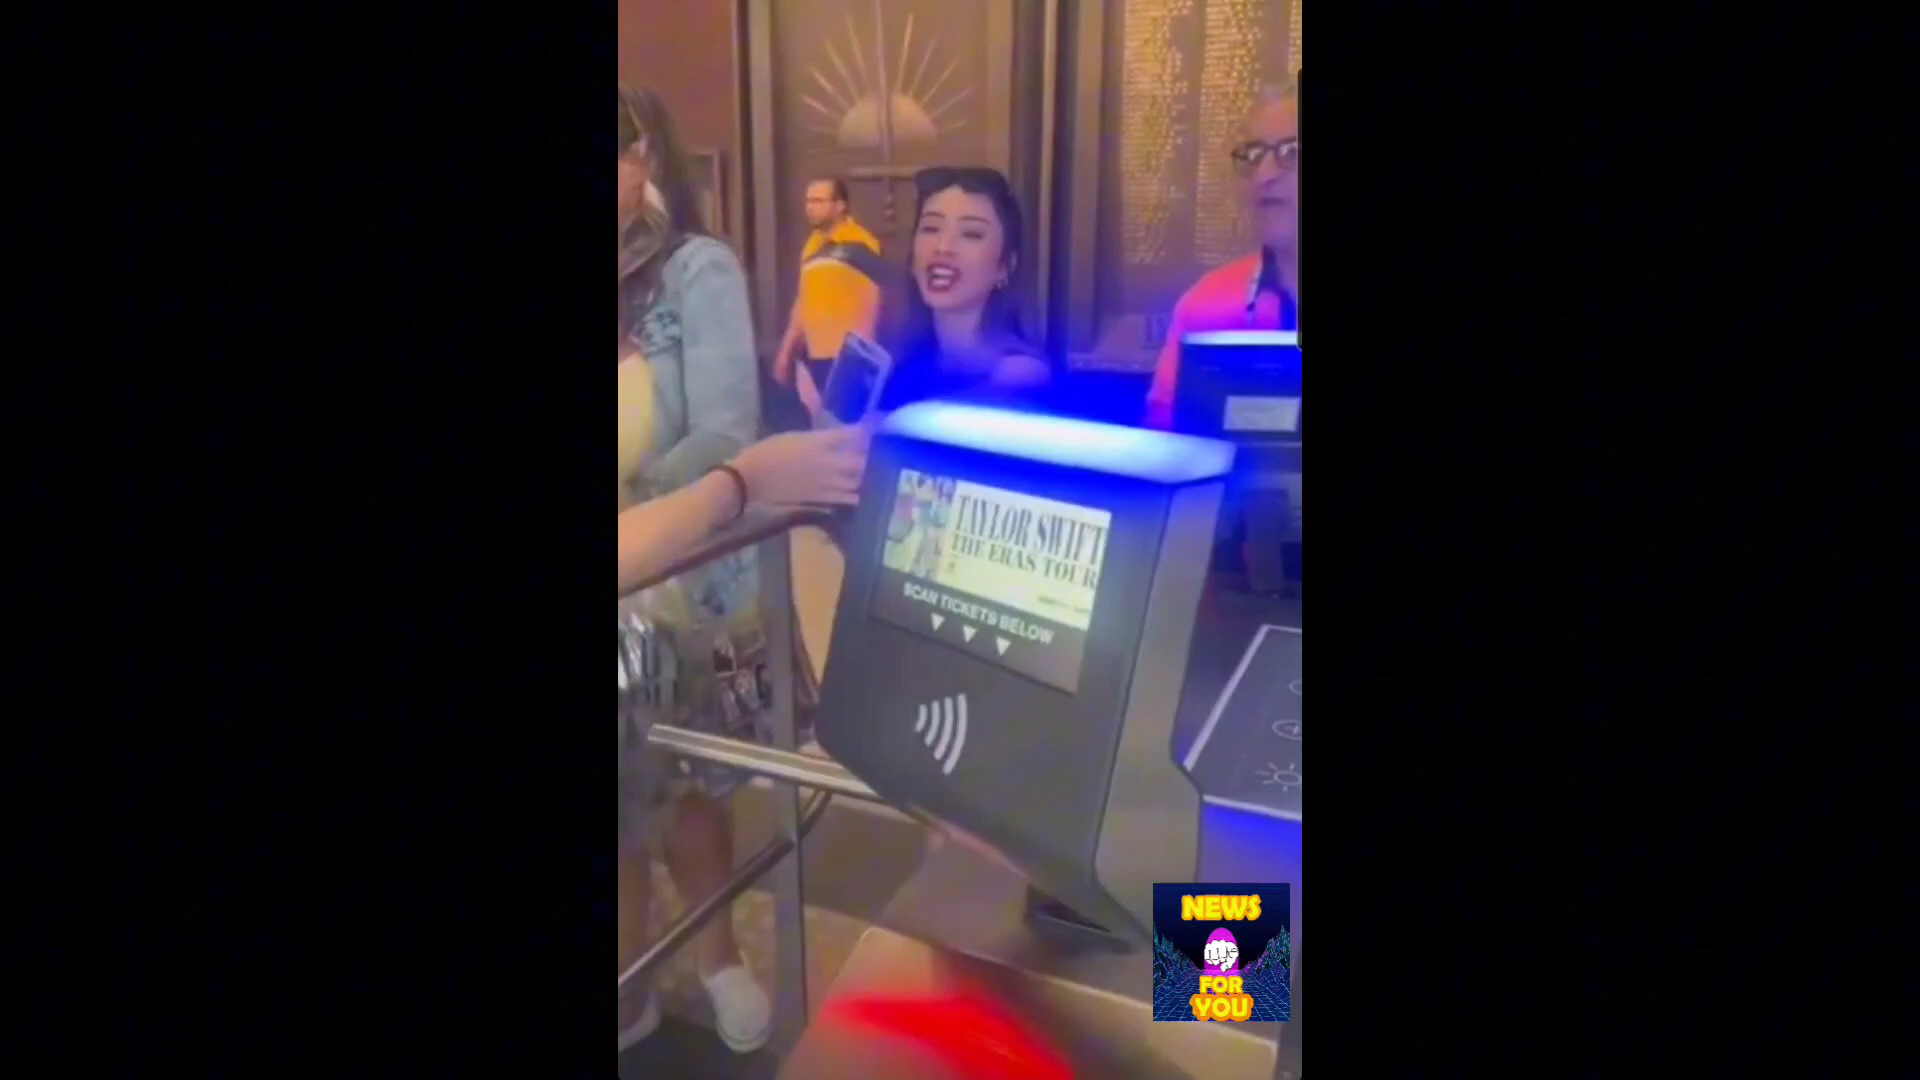 TAYLOR SWIFT
THE ERAS TOUR
SCAN TICKETS BELOW
NEWS
FOR
YOU